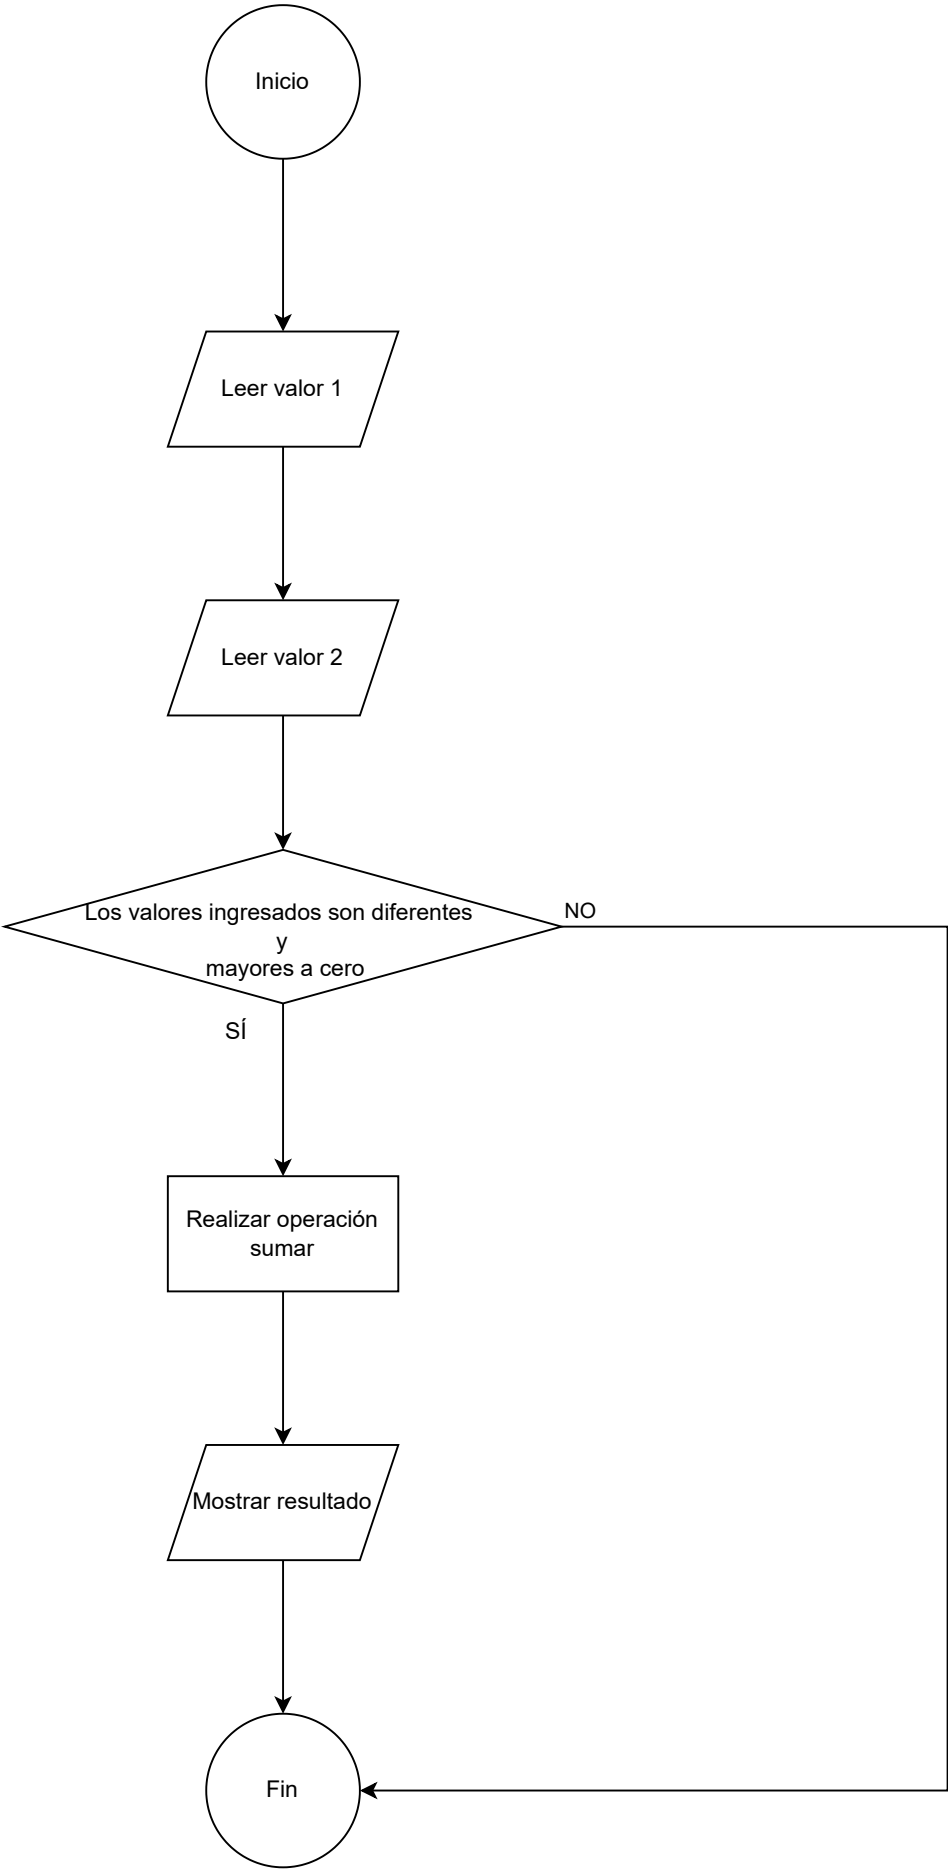 Inicio
Leer valor 1
Leer valor 2
Los valores ingresados son diferentes
y
mayores a cero
NO
SÍ
Realizar operación
sumar
Mostrar resultado
Fin